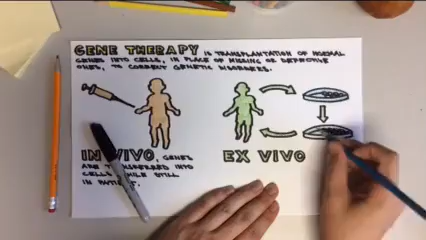 GENE THERAPY IS TRANSPLANTATION OF NORMAL
GENES INTO CELLS, IN PLACE OF MISSING OR DEFECTIVE
ONES, TO CORRECT GENETIC DISORDERS.
IN VIVO, GENES
ARE TRANSFERRED INTO
CELLS WHILE STILL
IN PATIENT.
EX VIVO